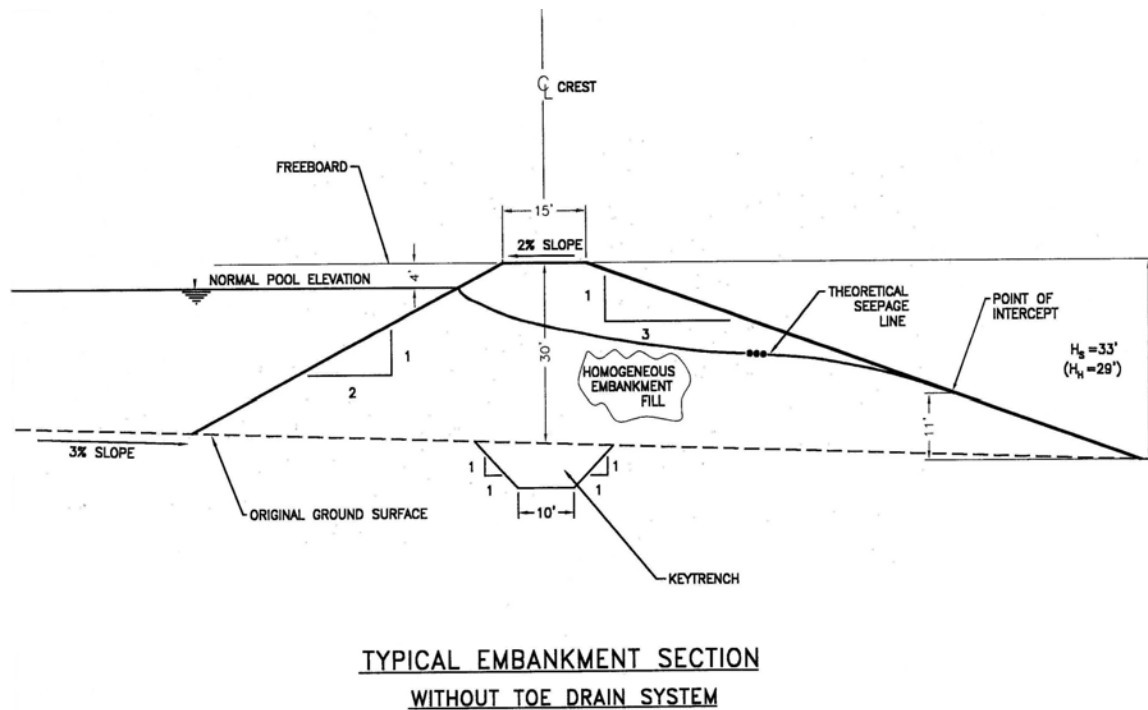 ℄ CREST
FREEBOARD
15'
2% SLOPE
NORMAL POOL ELEVATION
4'
1
3
THEORETICAL
SEEPAGE
LINE
POINT OF
INTERCEPT
1
2
30'
HOMOGENEOUS
EMBANKMENT
FILL
Hs = 33'
(HH = 29')
11'
3% SLOPE
1
1
1
1
10'
ORIGINAL GROUND SURFACE
KEYTRENCH
TYPICAL EMBANKMENT SECTION
WITHOUT TOE DRAIN SYSTEM